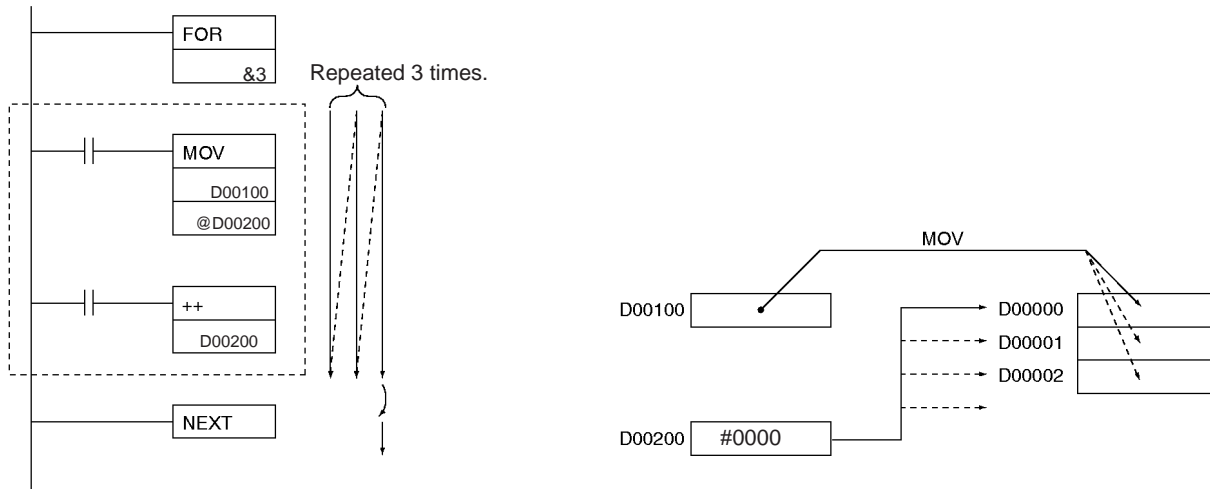 FOR
&3
Repeated 3 times.
MOV
D00100
@D00200
++
D00200
NEXT
MOV
D00100
D00000
D00001
D00002
D00200
#0000